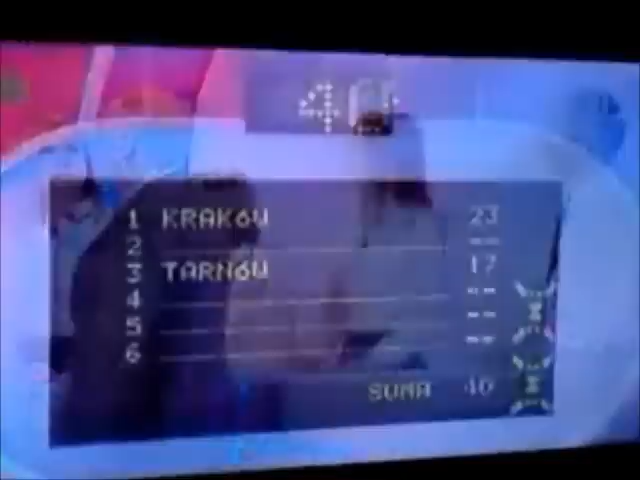 40
1 KRAKÓW 23
2 --
3 TARNÓW 17
4 --
5 --
6 --
SUMA 40